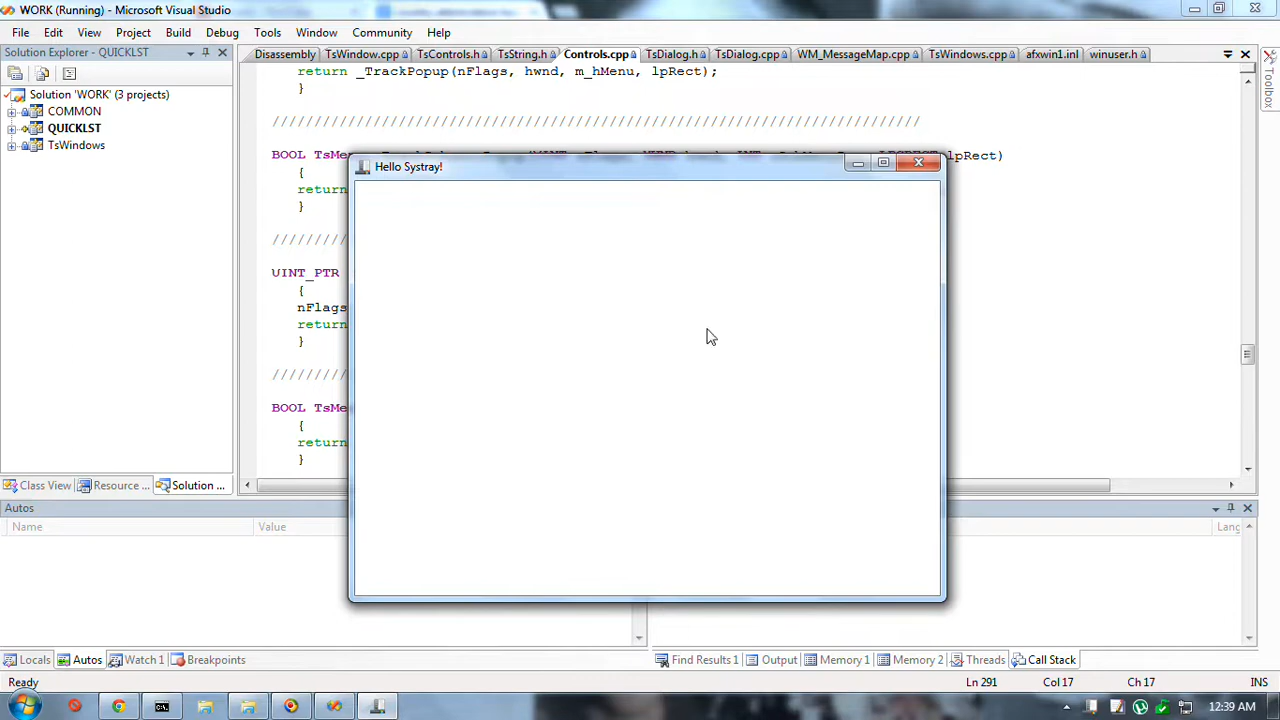 WORK (Running) - Microsoft Visual Studio
File Edit View Project Build Debug Tools Window Community Help
Solution Explorer - QUICKLST
Disassembly TsWindow.cpp TsControls.h TsString.h Controls.cpp TsDialog.h TsDialog.cpp WM_MessageMap.cpp TsWindows.cpp afxwin1.inl winuser.h
Toolbox
Solution 'WORK' (3 projects)
COMMON
QUICKLST
TsWindows
return _TrackPopup(nFlags, hwnd, m_hMenu, lpRect);
}
////////////////////////////////////////////////////////////////////////////
BOOL TsMe lpRect)
{
return
}
/////////
UINT_PTR
{
nFlags
return
}
/////////
BOOL TsMe
{
return
}
Hello Systray!
Class View Resource ... Solution ...
Autos
Name Value Lang
Locals Autos Watch 1 Breakpoints
Find Results 1 Output Memory 1 Memory 2 Threads Call Stack
Ready Ln 291 Col 17 Ch 17 INS
12:39 AM